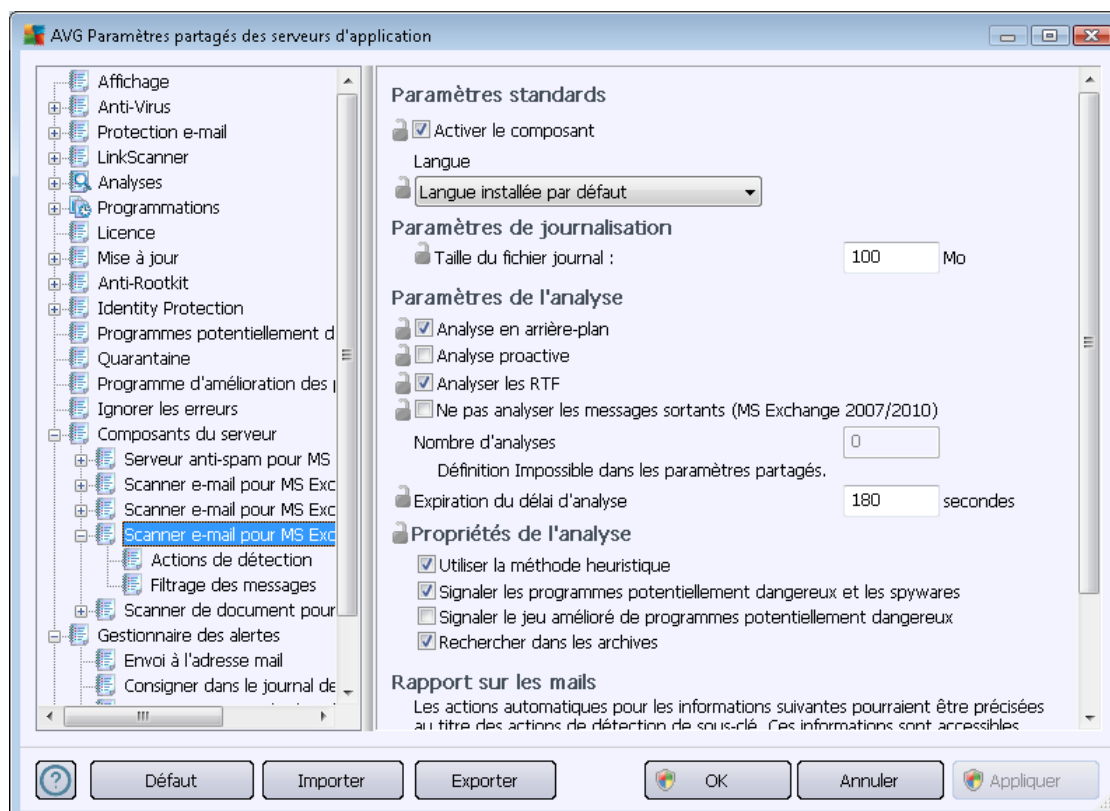 AVG Paramètres partagés des serveurs d'application
Affichage
Anti-Virus
Protection e-mail
LinkScanner
Analyses
Programmations
Licence
Mise à jour
Anti-Rootkit
Identity Protection
Programmes potentiellement d
Quarantaine
Programme d'amélioration des p
Ignorer les erreurs
Composants du serveur
Serveur anti-spam pour MS
Scanner e-mail pour MS Exc
Scanner e-mail pour MS Exc
Scanner e-mail pour MS Exc
Actions de détection
Filtrage des messages
Scanner de document pour
Gestionnaire des alertes
Envoi à l'adresse mail
Consigner dans le journal de
Paramètres standards
Activer le composant
Langue
Langue installée par défaut
Paramètres de journalisation
Taille du fichier journal : 100 Mo
Paramètres de l'analyse
Analyse en arrière-plan
Analyse proactive
Analyser les RTF
Ne pas analyser les messages sortants (MS Exchange 2007/2010)
Nombre d'analyses 0
Définition Impossible dans les paramètres partagés.
Expiration du délai d'analyse 180 secondes
Propriétés de l'analyse
Utiliser la méthode heuristique
Signaler les programmes potentiellement dangereux et les spywares
Signaler le jeu amélioré de programmes potentiellement dangereux
Rechercher dans les archives
Rapport sur les mails
Les actions automatiques pour les informations suivantes pourraient être précisées
au titre des actions de détection de sous-clé. Ces informations sont accessibles
Défaut
Importer
Exporter
OK
Annuler
Appliquer